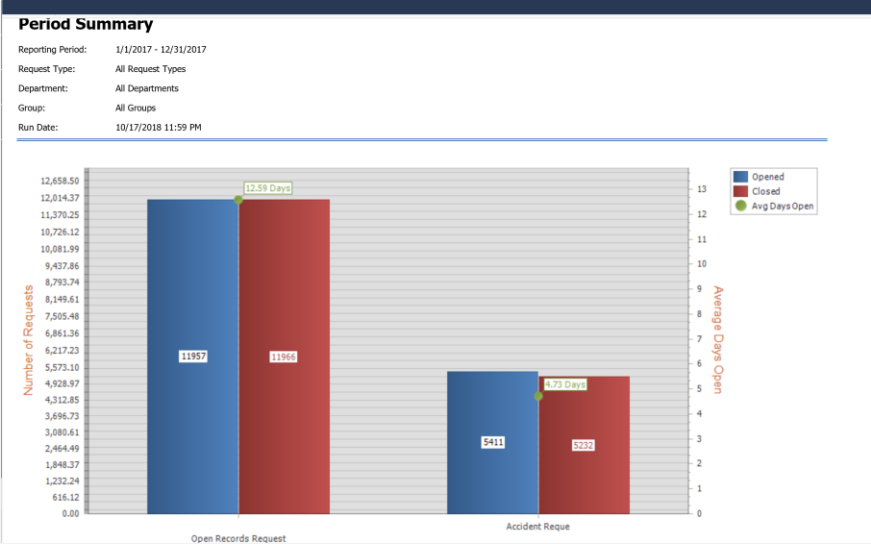 Period Summary
Reporting Period: 1/1/2017 - 12/31/2017
Request Type: All Request Types
Department: All Departments
Group: All Groups
Run Date: 10/17/2018 11:59 PM
Number of Requests
12,658.50
12,014.37
11,370.25
10,726.12
10,081.99
9,437.86
8,793.74
8,149.61
7,505.48
6,861.36
6,217.23
5,573.10
4,928.97
4,312.85
3,696.73
3,080.61
2,464.49
1,848.37
1,232.24
616.12
0.00
12.59 Days
11957
11966
4.73 Days
5411
5232
Open Records Request
Accident Reque
13
12
11
10
9
8
7
6
5
4
3
2
1
0
Average Days Open
Opened
Closed
Avg Days Open